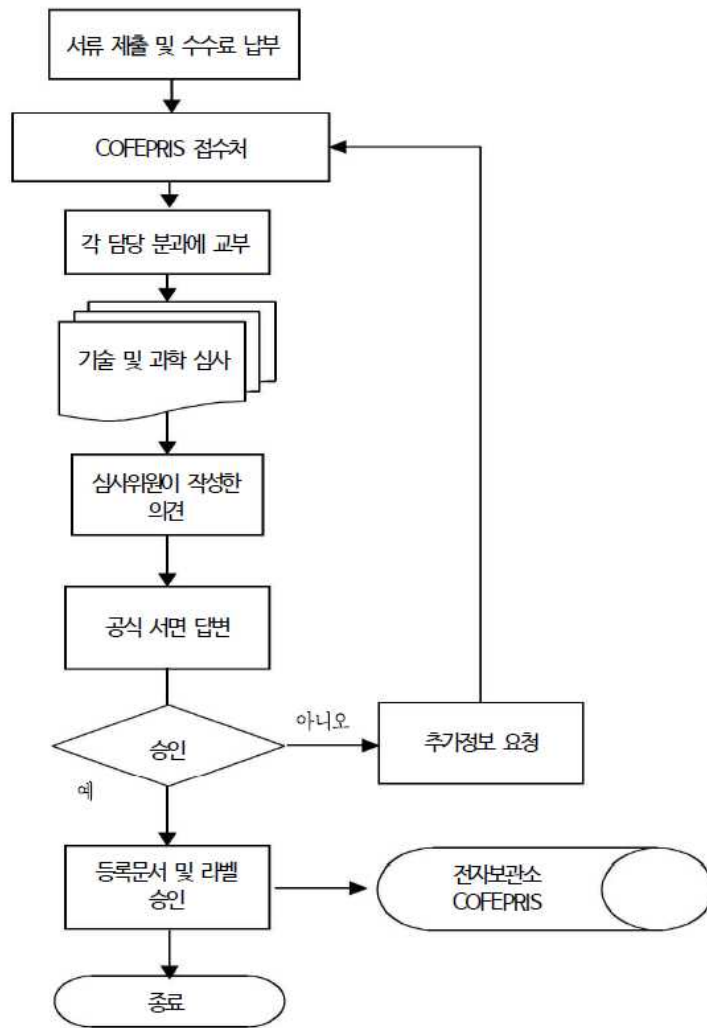 서류 제출 및 수수료 납부
COFEPRIS 접수처
각 담당 분과에 교부
기술 및 과학 심사
심사위원이 작성한
의견
공식 서면 답변
승인
아니오
추가정보 요청
예
등록문서 및 라벨
승인
전자보관소
COFEPRIS
종료